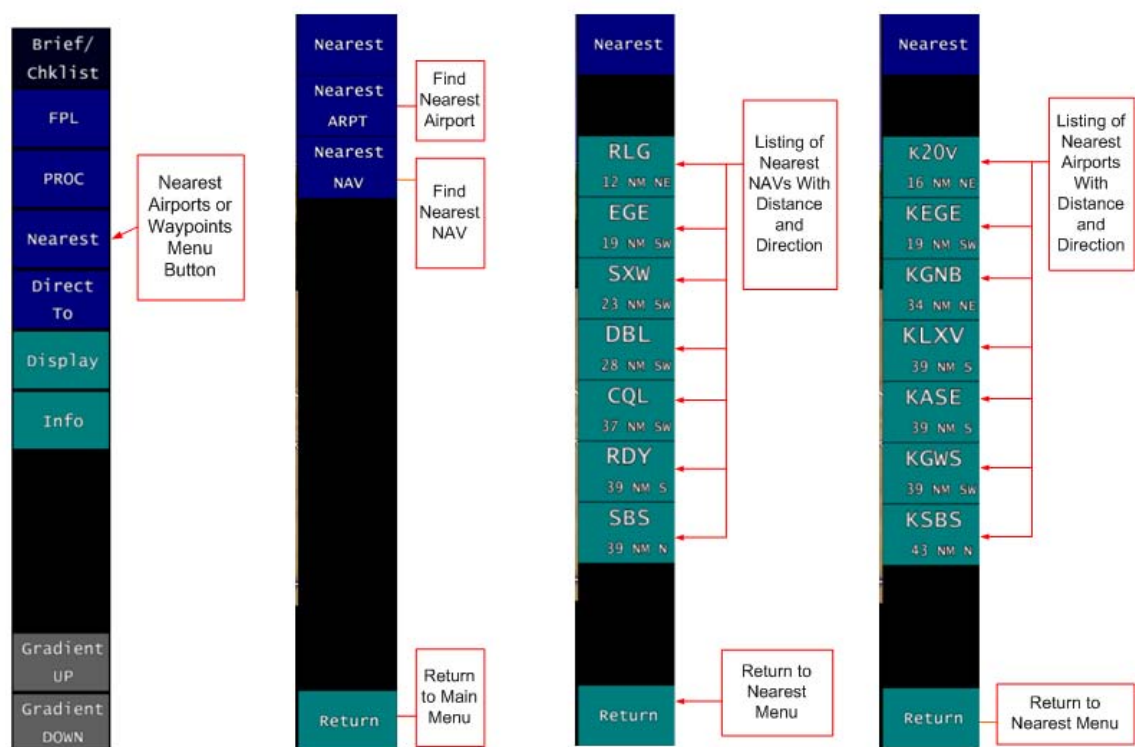 Brief/
Chklist
FPL
PROC
Nearest
Direct
To
Display
Info
Gradient
UP
Gradient
DOWN
Nearest
Airports or
Waypoints
Menu
Button
Nearest
Nearest
ARPT
Nearest
NAV
Return
Find
Nearest
Airport
Find
Nearest
NAV
Return
to Main
Menu
Nearest
RLG
12 NM NE
EGE
19 NM SW
SXW
23 NM SW
DBL
28 NM SW
CQL
37 NM SW
RDY
39 NM S
SBS
39 NM N
Return
Listing of
Nearest
NAVs With
Distance
and
Direction
Return to
Nearest
Menu
Nearest
K20V
16 NM NE
KEGE
19 NM SW
KGNB
34 NM NE
KLXV
39 NM S
KASE
39 NM S
KGWS
39 NM SW
KSBS
43 NM N
Return
Listing of
Nearest
Airports
With
Distance
and
Direction
Return to
Nearest Menu